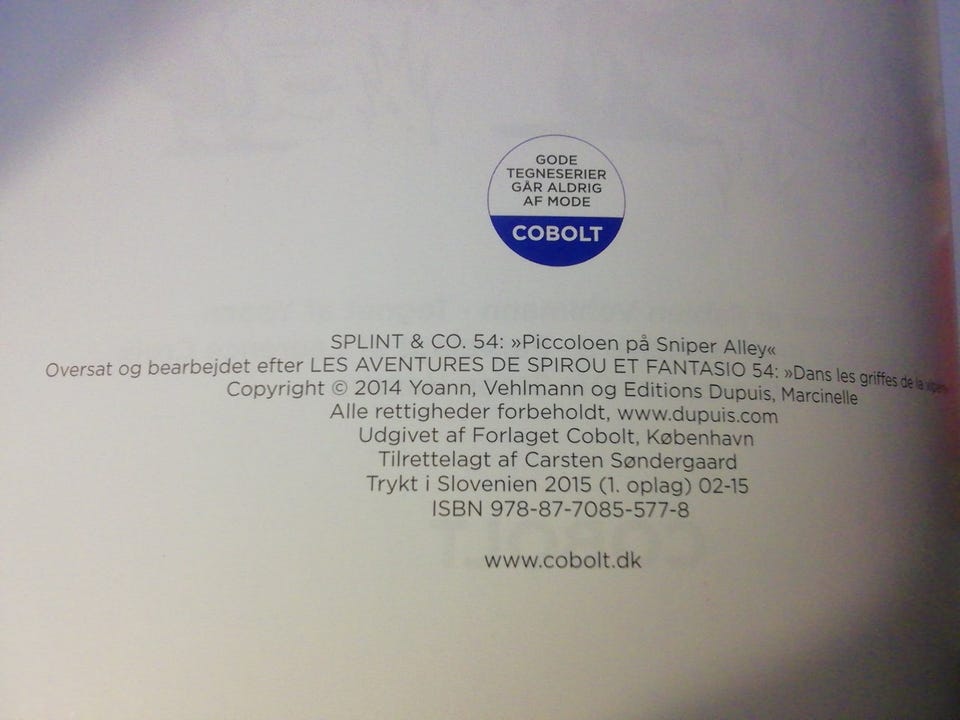 GODE
TEGNESERIER
GÅR ALDRIG
AF MODE
COBOLT
SPLINT & CO. 54: »Piccoloen på Sniper Alley«
Oversat og bearbejdet efter LES AVENTURES DE SPIROU ET FANTASIO 54: »Dans les griffes de la
Copyright © 2014 Yoann, Vehlmann og Editions Dupuis, Marcinelle
Alle rettigheder forbeholdt, www.dupuis.com
Udgivet af Forlaget Cobolt, København
Tilrettelagt af Carsten Søndergaard
Trykt i Slovenien 2015 (1. oplag) 02-15
ISBN 978-87-7085-577-8
www.cobolt.dk